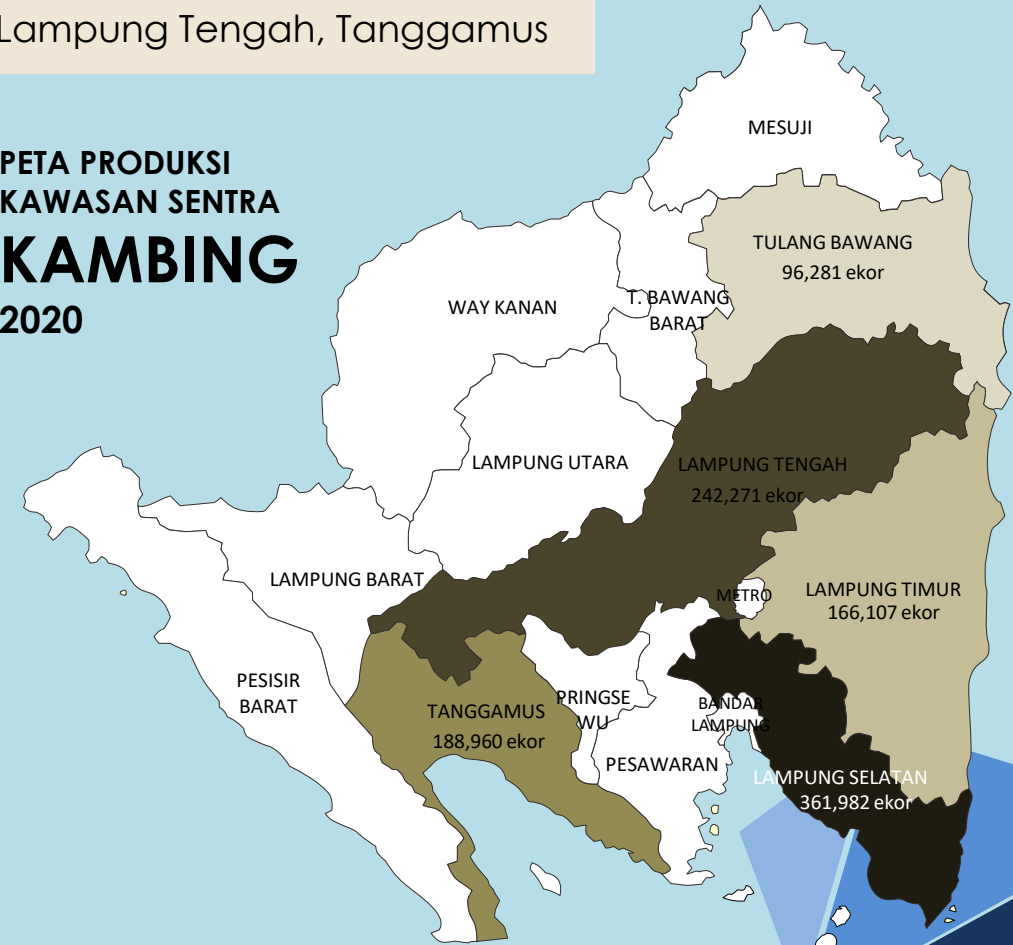 Lampung Tengah, Tanggamus
PETA PRODUKSI
KAWASAN SENTRA
KAMBING
2020
MESUJI
TULANG BAWANG
96,281 ekor
WAY KANAN
T. BAWANG
BARAT
LAMPUNG UTARA
LAMPUNG TENGAH
242,271 ekor
LAMPUNG BARAT
METRO
LAMPUNG TIMUR
166,107 ekor
PESISIR
BARAT
TANGGAMUS
188,960 ekor
PRINGSE
WU
BANDAR
LAMPUNG
PESAWARAN
LAMPUNG SELATAN
361,982 ekor